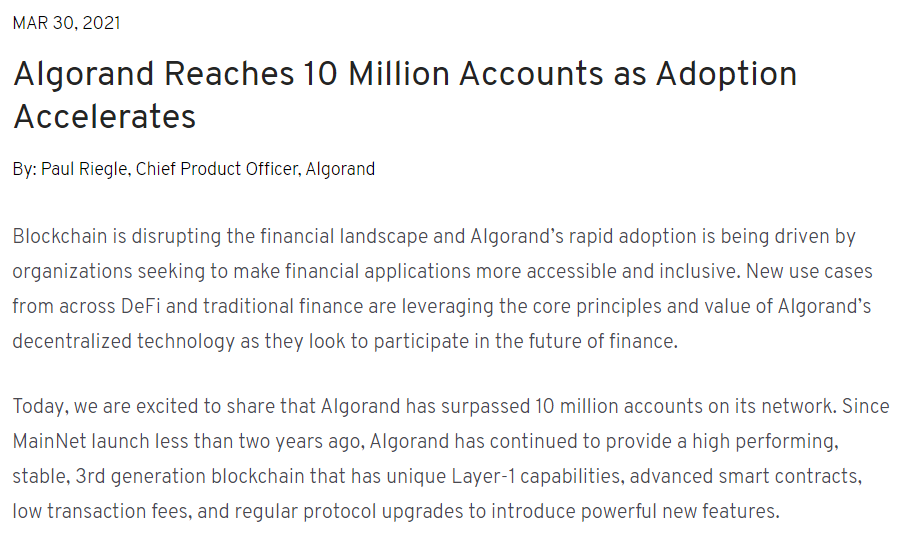 MAR 30, 2021
Algorand Reaches 10 Million Accounts as Adoption
Accelerates
By: Paul Riegle, Chief Product Officer, Algorand
Blockchain is disrupting the financial landscape and Algorand’s rapid adoption is being driven by
organizations seeking to make financial applications more accessible and inclusive. New use cases
from across DeFi and traditional finance are leveraging the core principles and value of Algorand’s
decentralized technology as they look to participate in the future of finance.
Today, we are excited to share that Algorand has surpassed 10 million accounts on its network. Since
MainNet launch less than two years ago, Algorand has continued to provide a high performing,
stable, 3rd generation blockchain that has unique Layer-1 capabilities, advanced smart contracts,
low transaction fees, and regular protocol upgrades to introduce powerful new features.